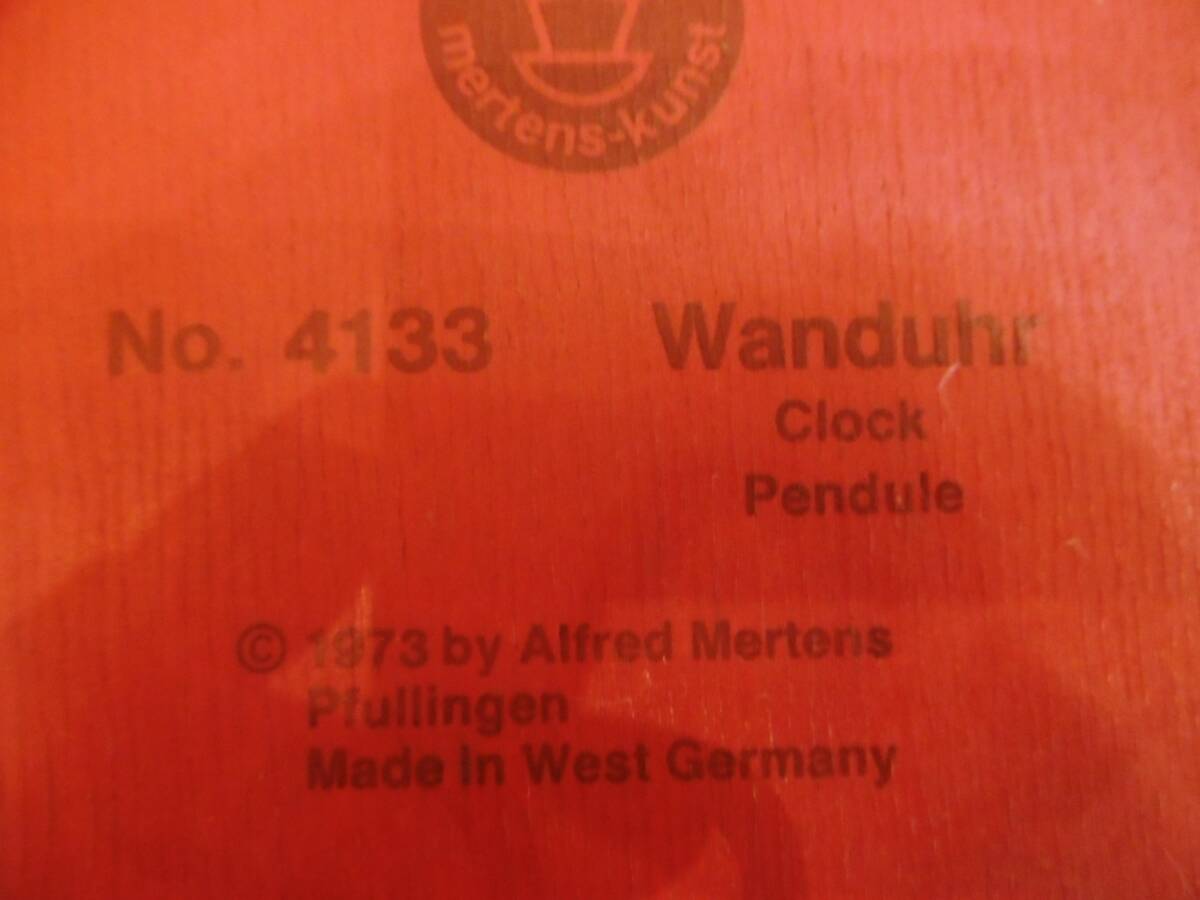 mertens-kunst
No. 4133 Wanduhr
Clock
Pendule
© 1973 by Alfred Mertens
Pfullingen
Made in West Germany